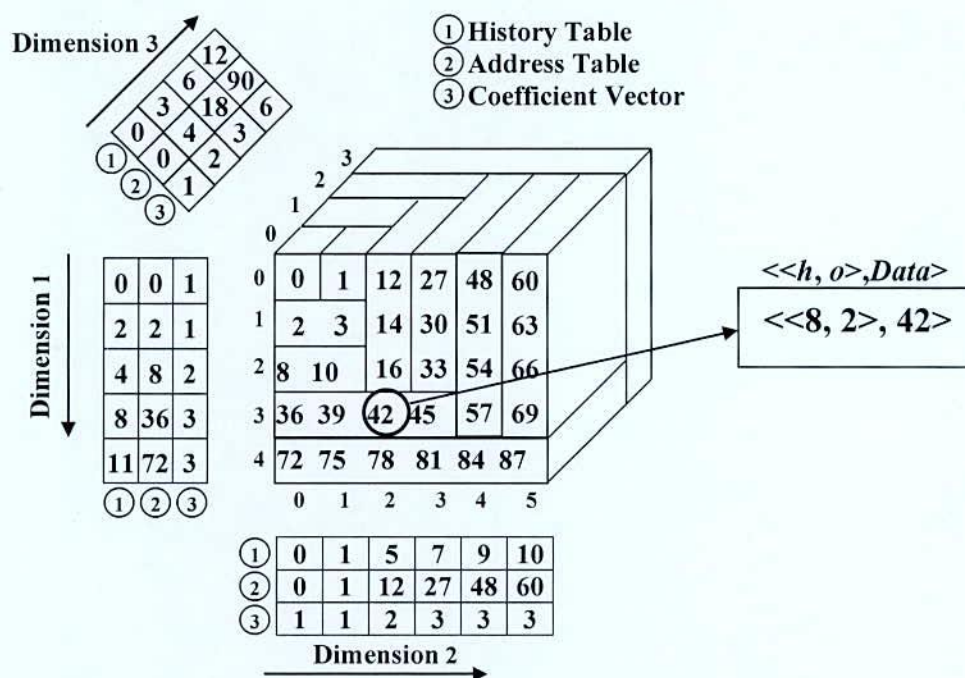 Dimension 3
12
6 90
3 18 6
0 4 3
0 2
1
① ② ③
① History Table
② Address Table
③ Coefficient Vector
3
2
1
0
Dimension 1
0 0 1
2 2 1
4 8 2
8 36 3
11 72 3
① ② ③
0 0 1 12 27 48 60
1 2 3 14 30 51 63
2 8 10 16 33 54 66
3 36 39 42 45 57 69
4 72 75 78 81 84 87
0 1 2 3 4 5
<<h, o>,Data>
<<8, 2>, 42>
① 0 1 5 7 9 10
② 0 1 12 27 48 60
③ 1 1 2 3 3 3
Dimension 2